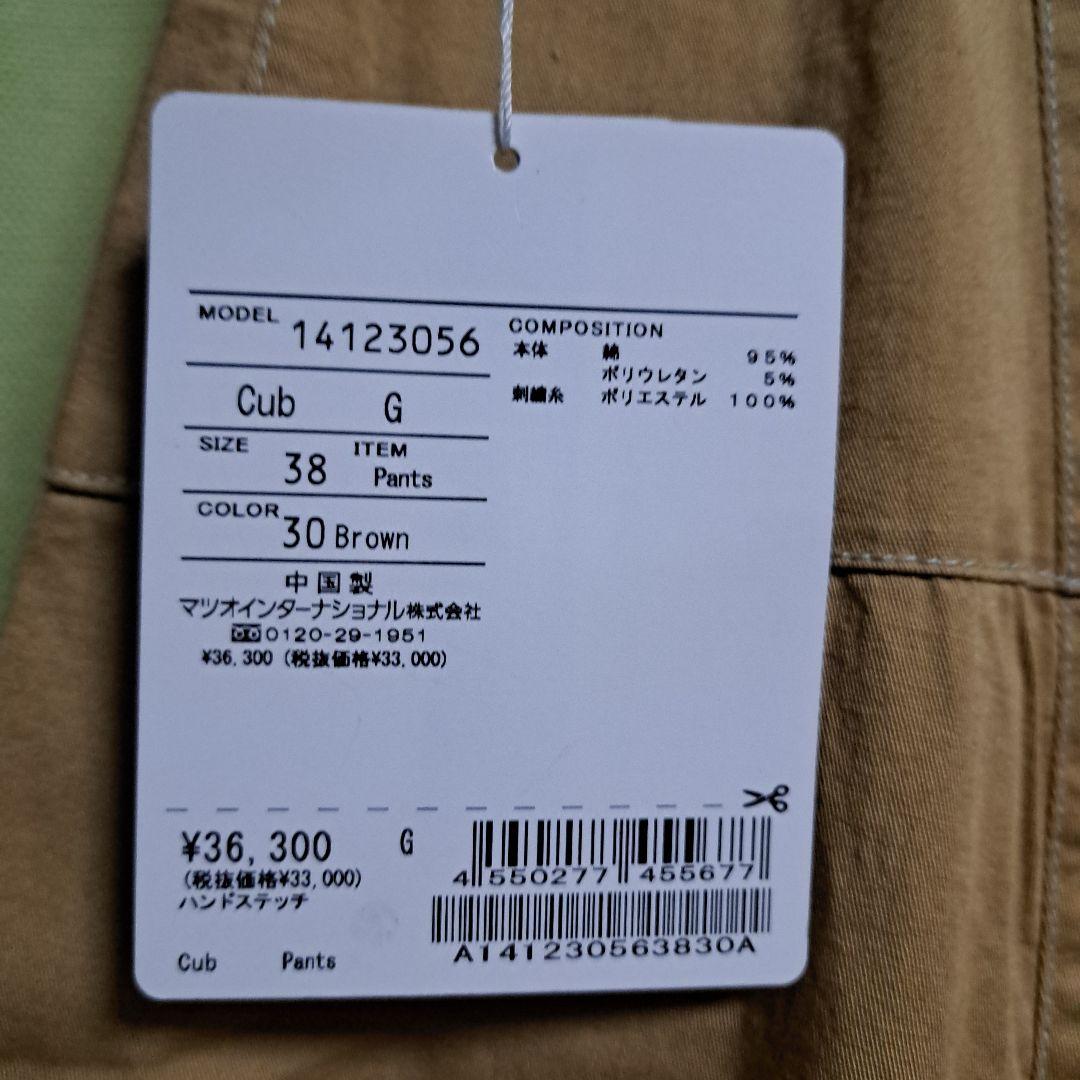 MODEL 14123056
Cub G
SIZE 38 ITEM Pants
COLOR 30 Brown
中国製
マツオインターナショナル株式会社
0120-29-1951
¥36,300 (税抜価格¥33,000)
COMPOSITION
本体 綿 95%
ポリウレタン 5%
刺繍糸 ポリエステル 100%
¥36,300 G
(税抜価格¥33,000)
ハンドステッチ
Cub Pants
4 550277 455677
A141230563830A